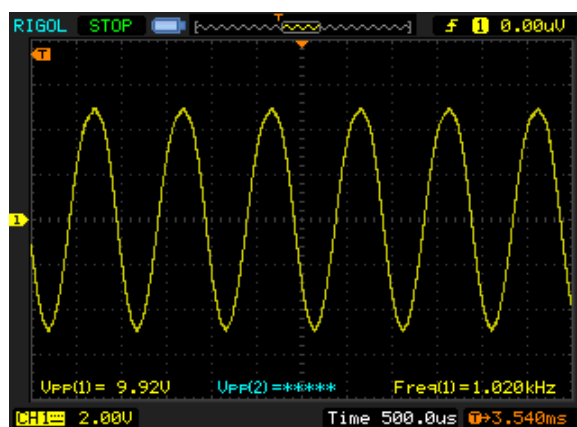 RIGOL STOP T 1 0.00uV
T
1
Vpp(1)= 9.92V Vpp(2)=***** Freq(1)=1.020kHz
CH1 2.00V Time 500.0us T→3.540ms